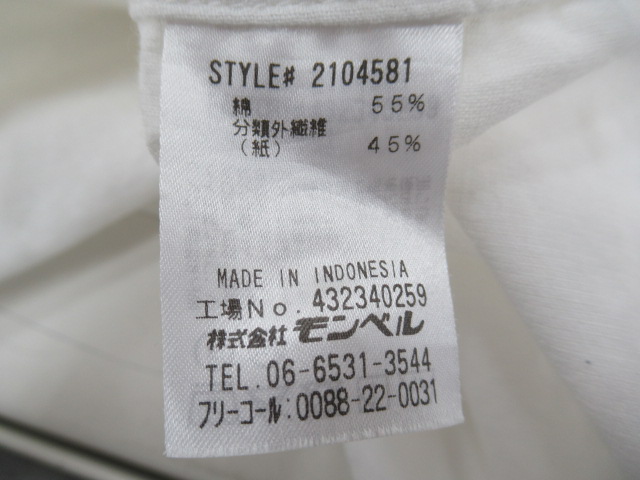 STYLE# 2104581
綿 55%
分類外繊維
(紙) 45%
MADE IN INDONESIA
工場No. 432340259
株式会社 モンベル
TEL.06-6531-3544
フリーコール:0088-22-0031